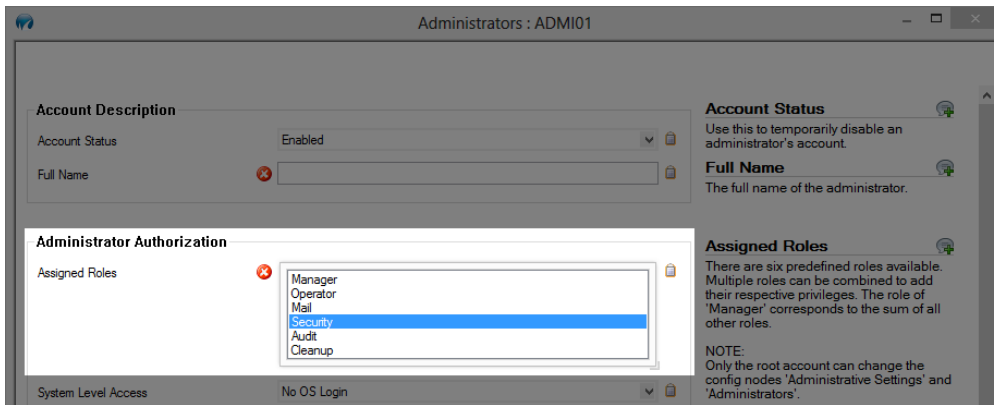 Administrators : ADMI01
Account Description
Account Status
Enabled
Full Name
Account Status
Use this to temporarily disable an
administrator's account.
Full Name
The full name of the administrator.
Administrator Authorization
Assigned Roles
Manager
Operator
Mail
Security
Audit
Cleanup
Assigned Roles
There are six predefined roles available.
Multiple roles can be combined to add
their respective privileges. The role of
'Manager' corresponds to the sum of all
other roles.
NOTE:
Only the root account can change the
config nodes 'Administrative Settings' and
'Administrators'.
System Level Access
No OS Login